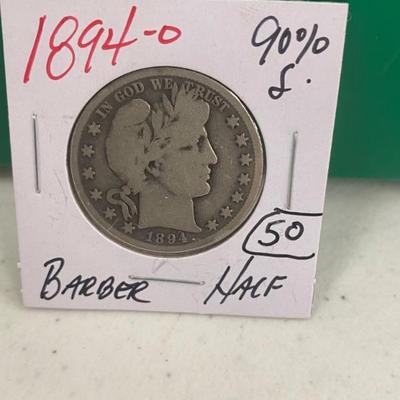 1894-O 90%
S.
IN GOD WE TRUST
1894
50
BARBER HALF